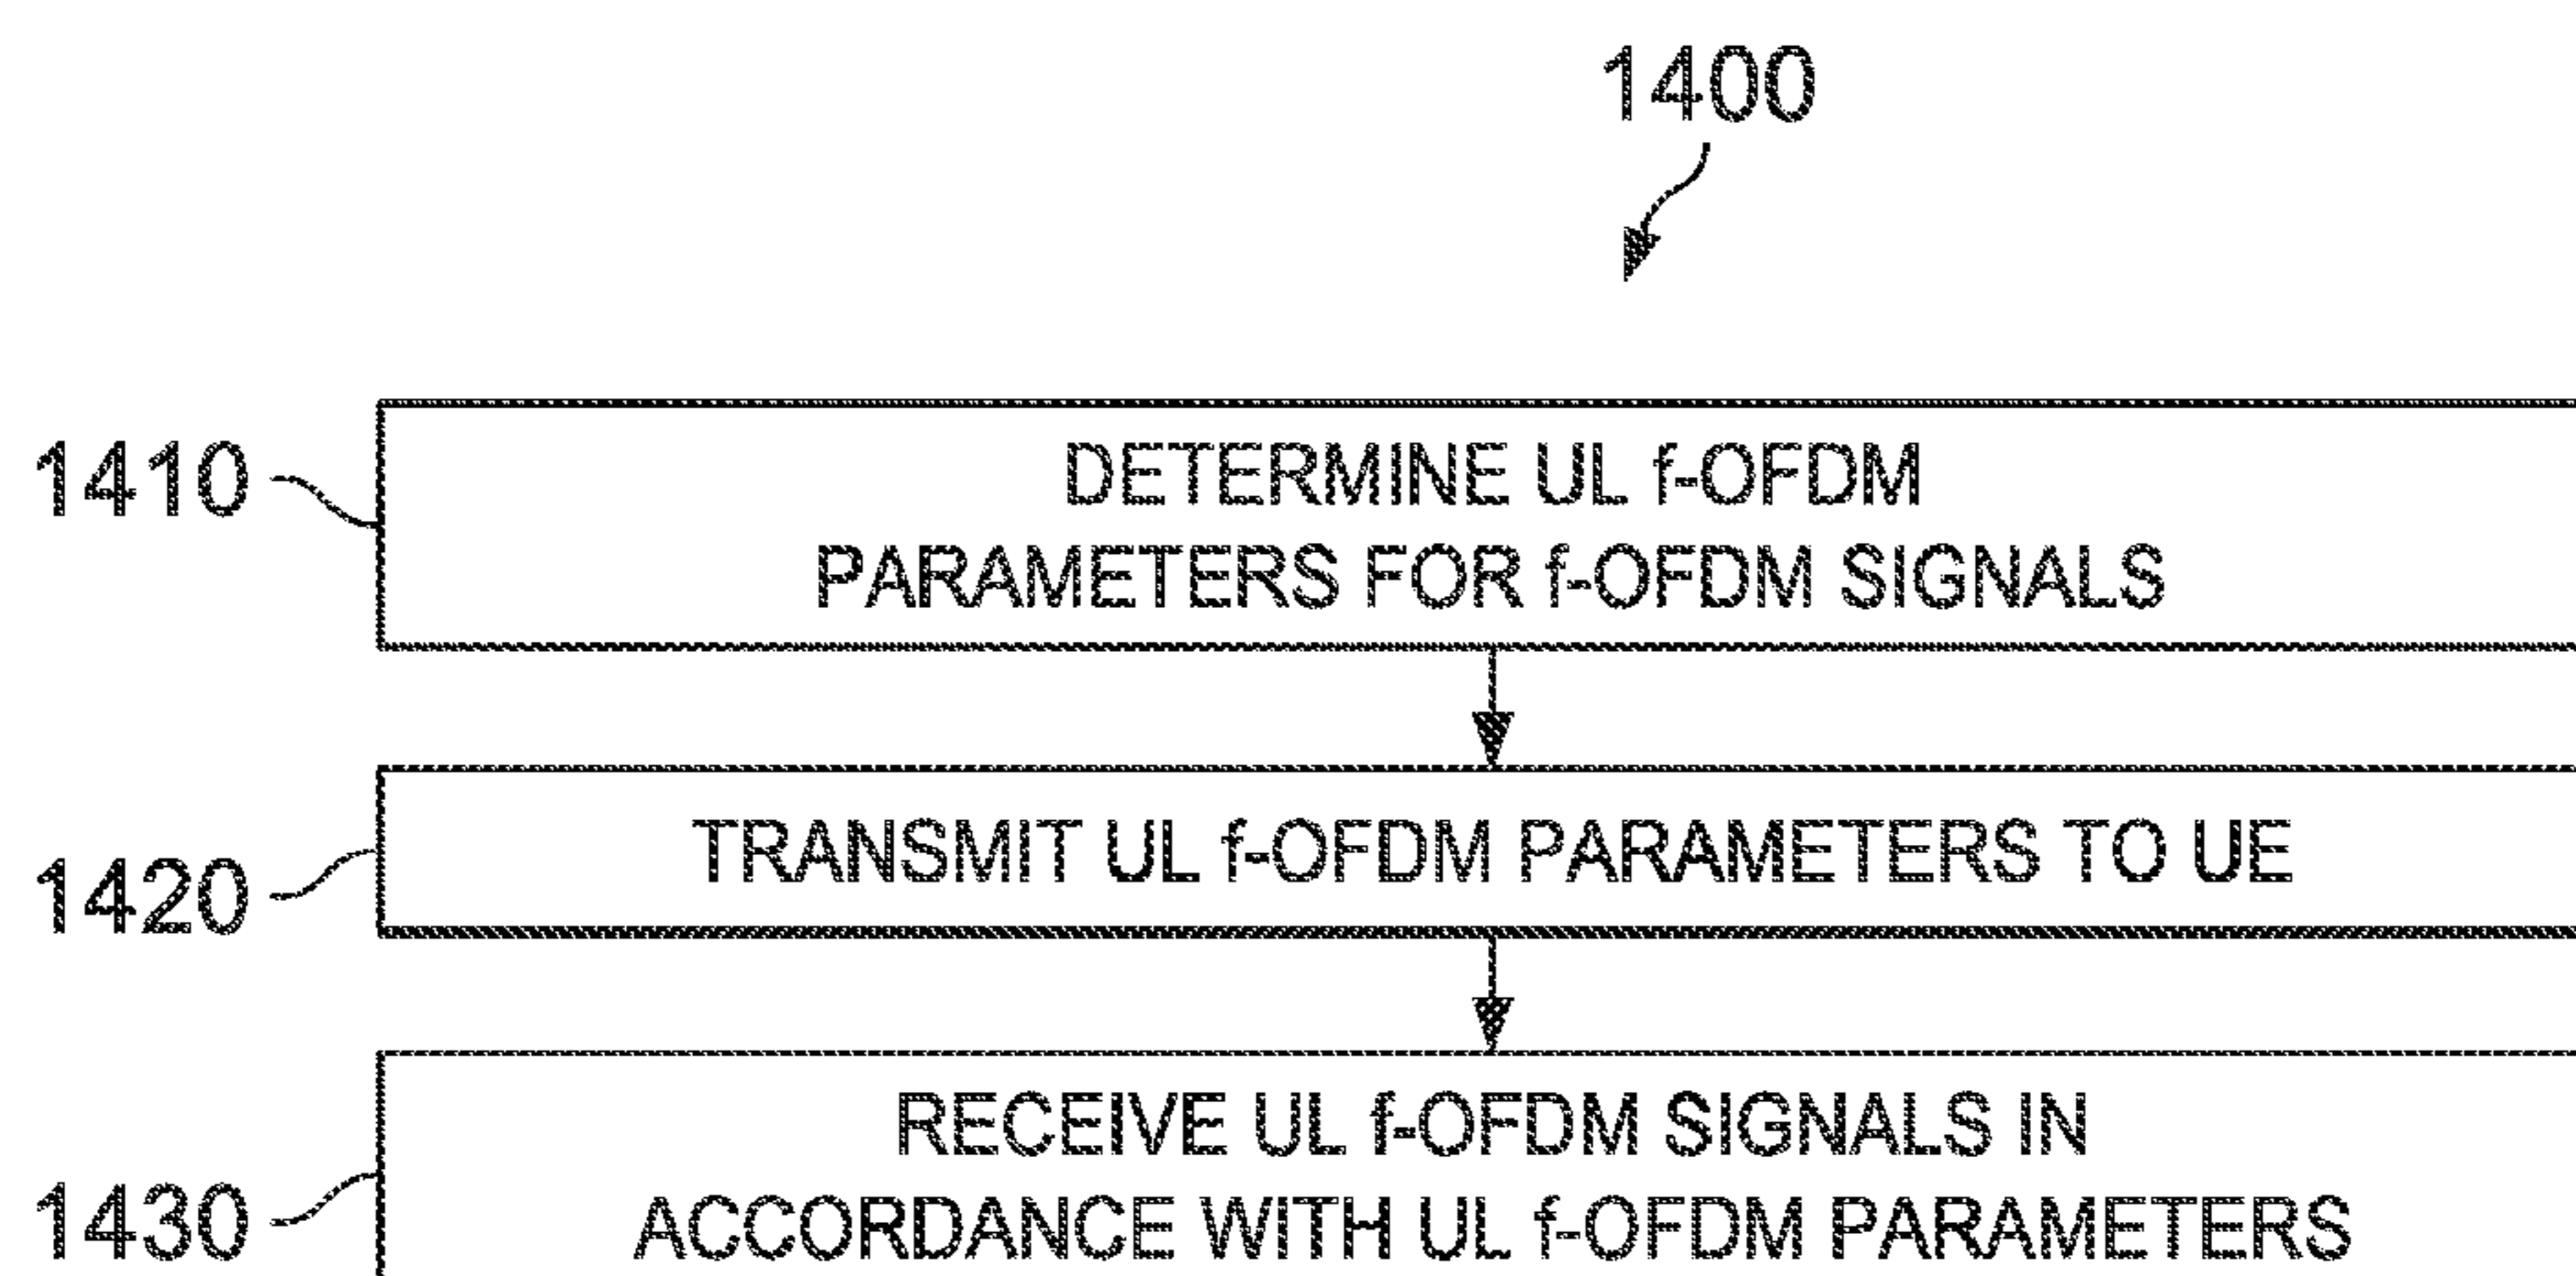 1400
1410
DETERMINE UL f-OFDM
PARAMETERS FOR f-OFDM SIGNALS
1420
TRANSMIT UL f-OFDM PARAMETERS TO UE
1430
RECEIVE UL f-OFDM SIGNALS IN
ACCORDANCE WITH UL f-OFDM PARAMETERS